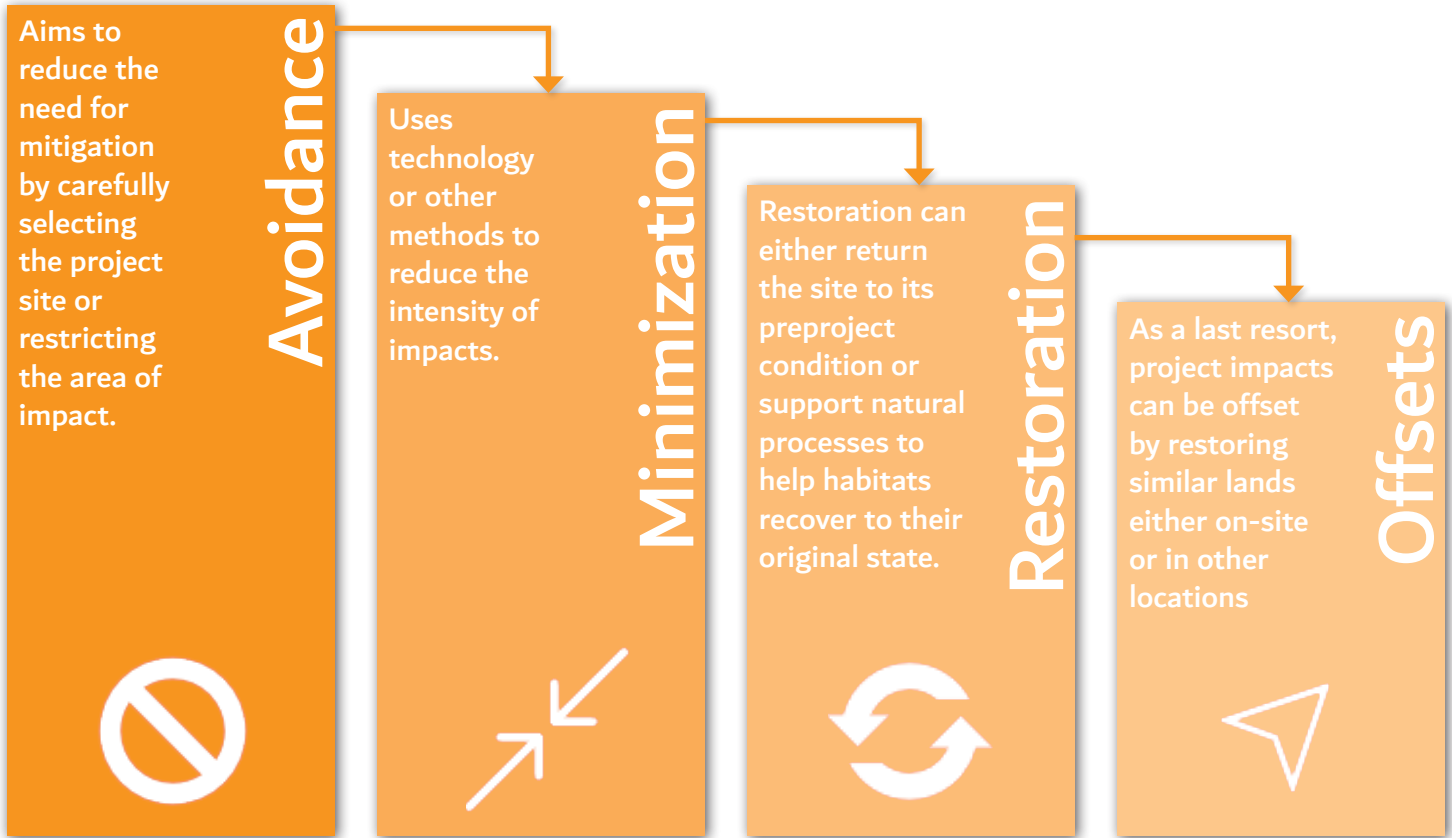 Aims to
reduce the
need for
mitigation
by carefully
selecting
the project
site or
restricting
the area of
impact.
Avoidance
Uses
technology
or other
methods to
reduce the
intensity of
impacts.
Minimization
Restoration can
either return
the site to its
preproject
condition or
support natural
processes to
help habitats
recover to their
original state.
Restoration
As a last resort,
project impacts
can be offset
by restoring
similar lands
either on-site
or in other
locations
Offsets